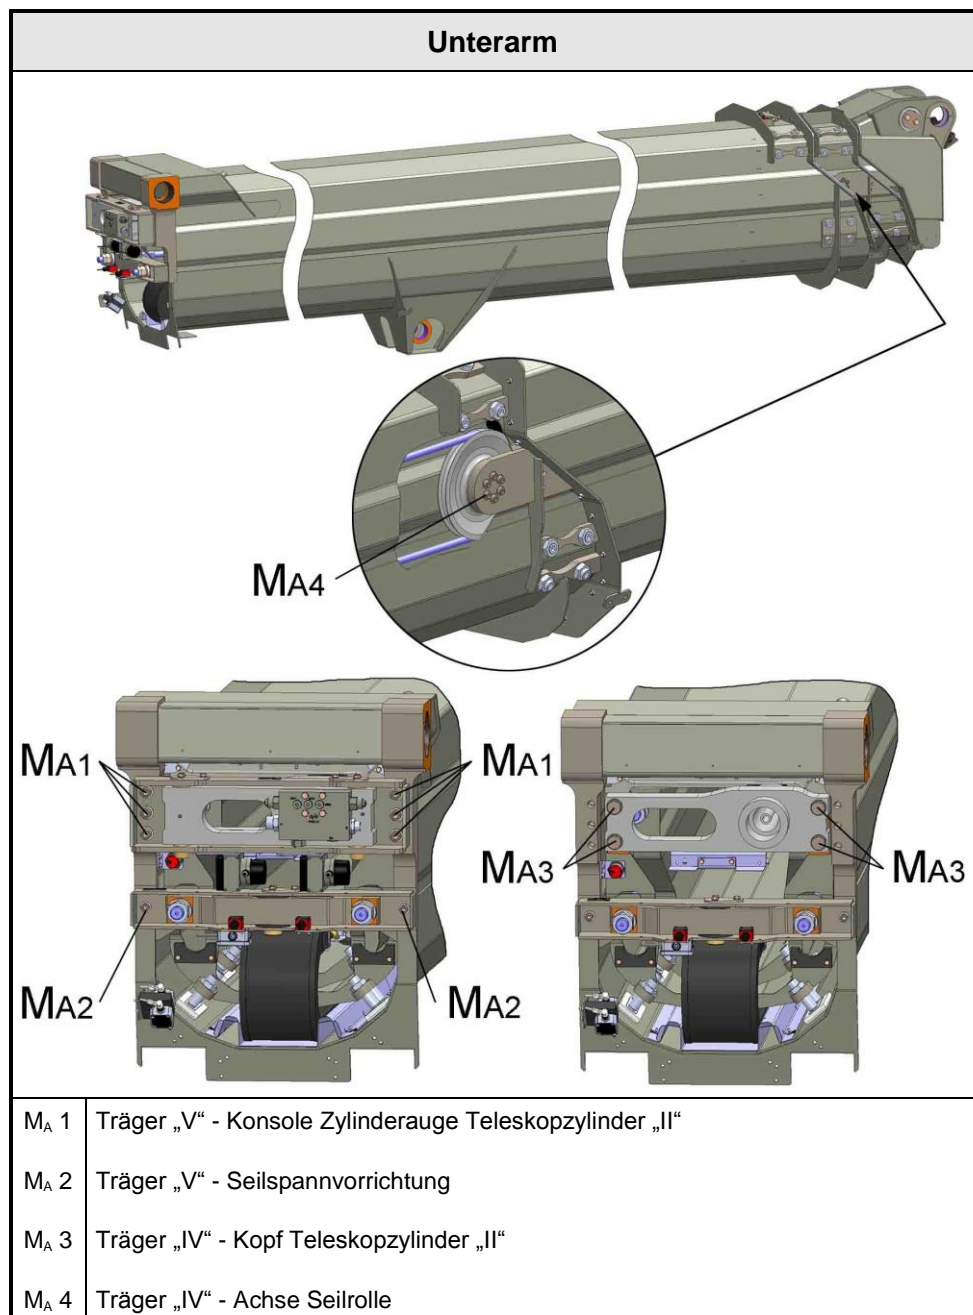 Unterarm
MA4
MA1
MA1
MA3
MA3
MA2
MA2
MA 1 Träger „V“ - Konsole Zylinderauge Teleskopzylinder „II“
MA 2 Träger „V“ - Seilspannvorrichtung
MA 3 Träger „IV“ - Kopf Teleskopzylinder „II“
MA 4 Träger „IV“ - Achse Seilrolle